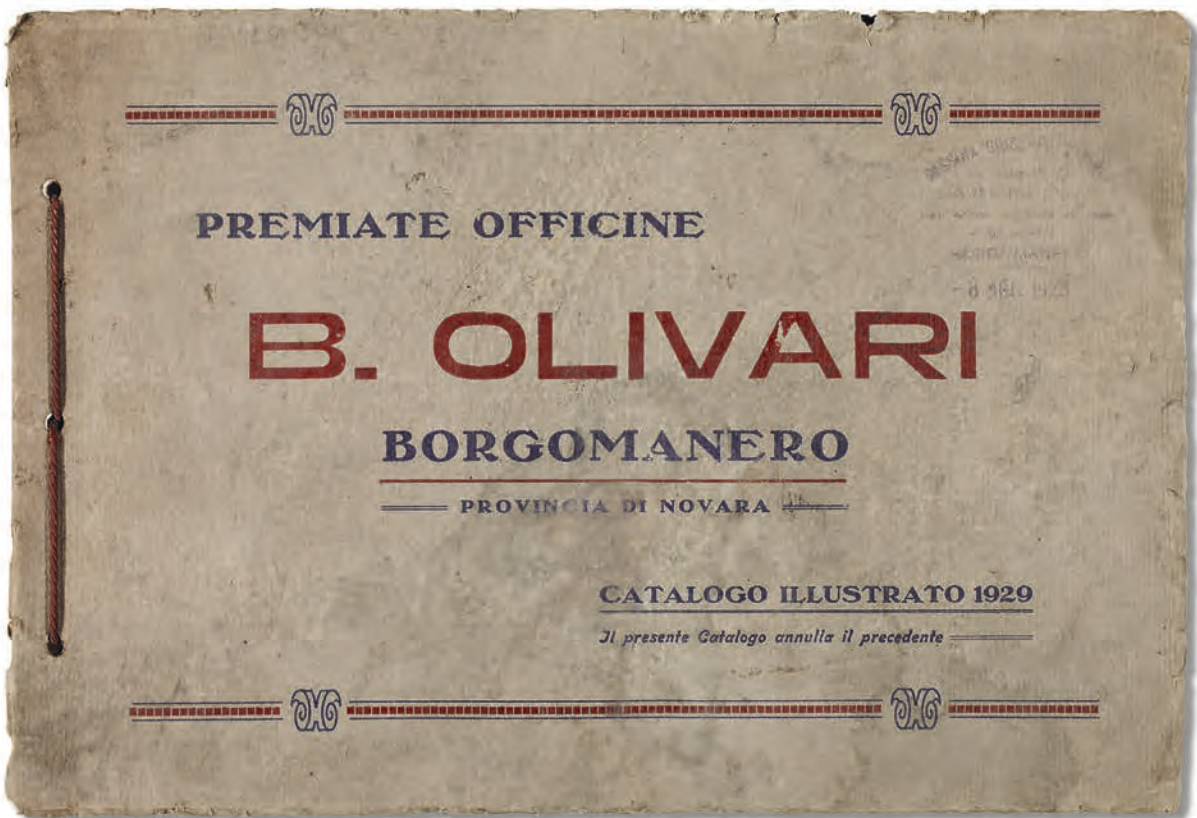 PREMIATE OFFICINE
B. OLIVARI
BORGOMANERO
PROVINCIA DI NOVARA
CATALOGO ILLUSTRATO 1929
Il presente Catalogo annulla il precedente